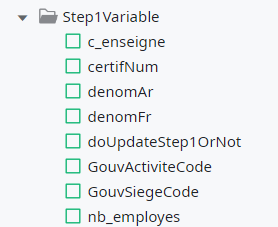 Step1Variable
c_enseigne
certifNum
denomAr
denomFr
doUpdateStep1OrNot
GouvActiviteCode
GouvSiegeCode
nb_employes